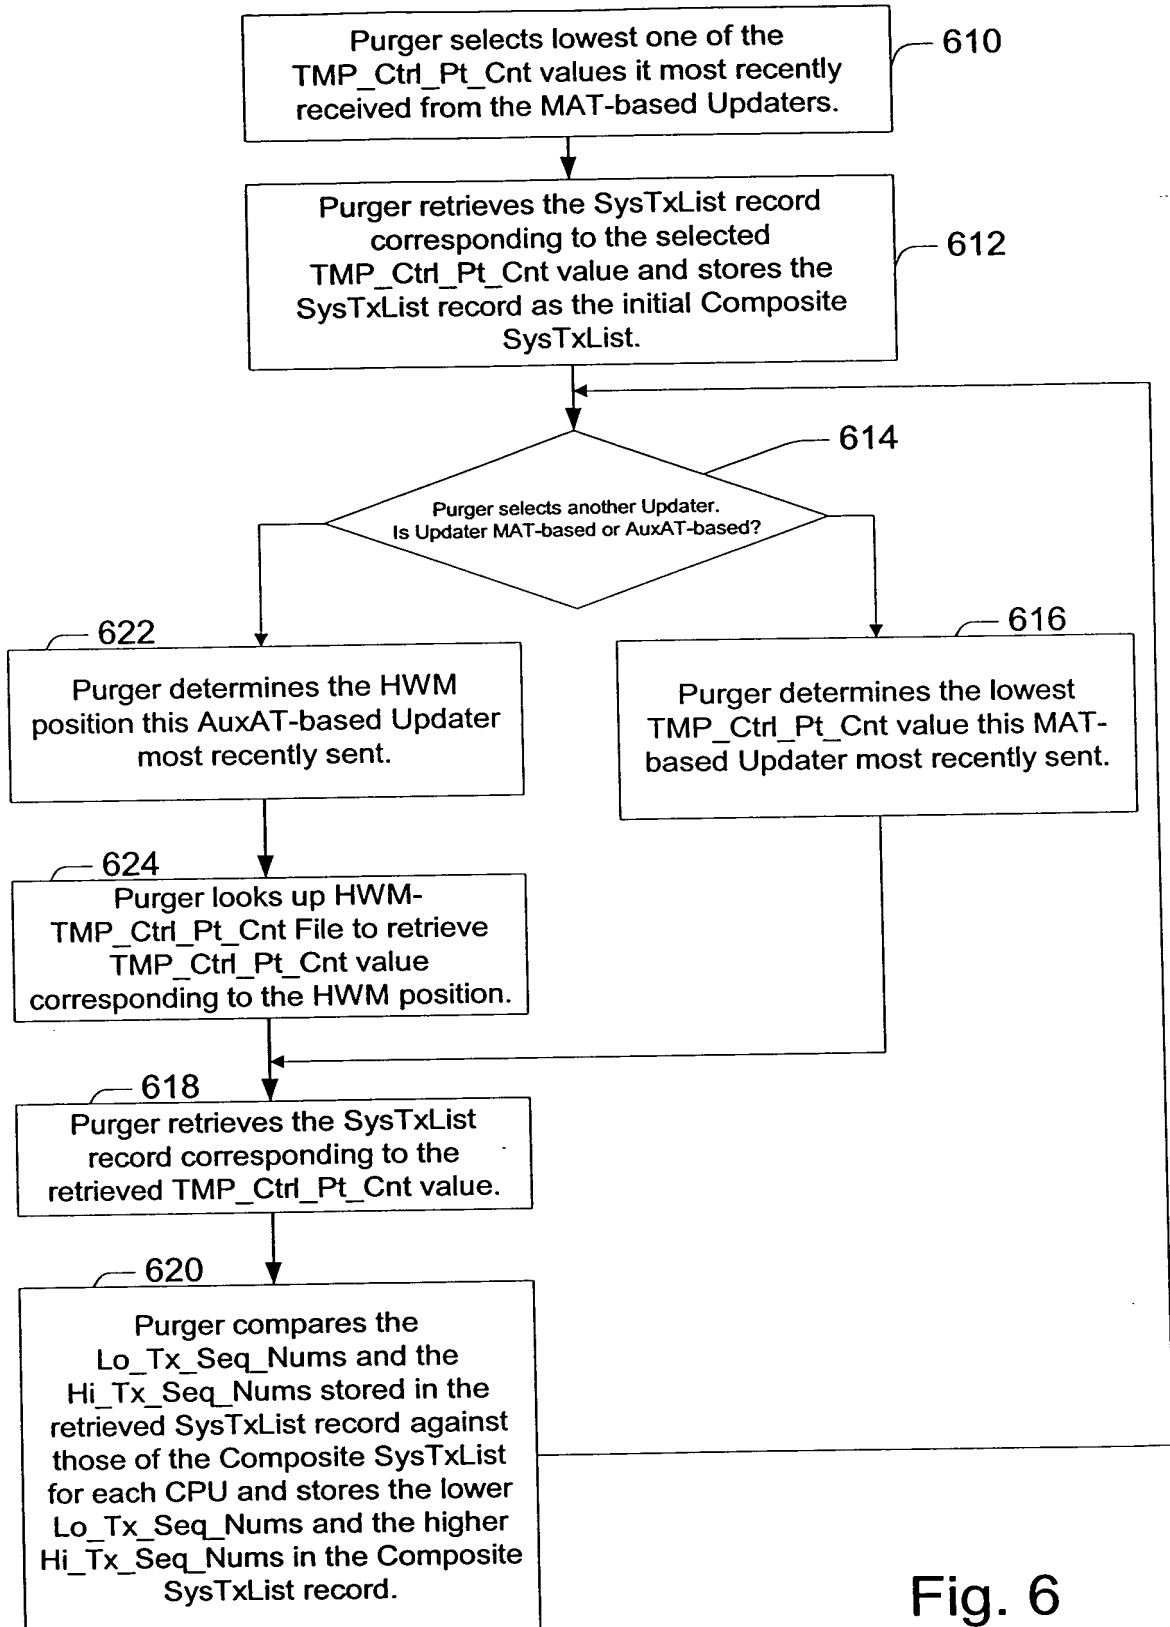 Purger selects lowest one of the
TMP_Ctrl_Pt_Cnt values it most recently
received from the MAT-based Updaters.
610
Purger retrieves the SysTxList record
corresponding to the selected
TMP_Ctrl_Pt_Cnt value and stores the
SysTxList record as the initial Composite
SysTxList.
612
614
Purger selects another Updater.
Is Updater MAT-based or AuxAT-based?
622
Purger determines the HWM
position this AuxAT-based Updater
most recently sent.
616
Purger determines the lowest
TMP_Ctrl_Pt_Cnt value this MAT-
based Updater most recently sent.
624
Purger looks up HWM-
TMP_Ctrl_Pt_Cnt File to retrieve
TMP_Ctrl_Pt_Cnt value
corresponding to the HWM position.
618
Purger retrieves the SysTxList
record corresponding to the
retrieved TMP_Ctrl_Pt_Cnt value.
620
Purger compares the
Lo_Tx_Seq_Nums and the
Hi_Tx_Seq_Nums stored in the
retrieved SysTxList record against
those of the Composite SysTxList
for each CPU and stores the lower
Lo_Tx_Seq_Nums and the higher
Hi_Tx_Seq_Nums in the Composite
SysTxList record.
Fig. 6